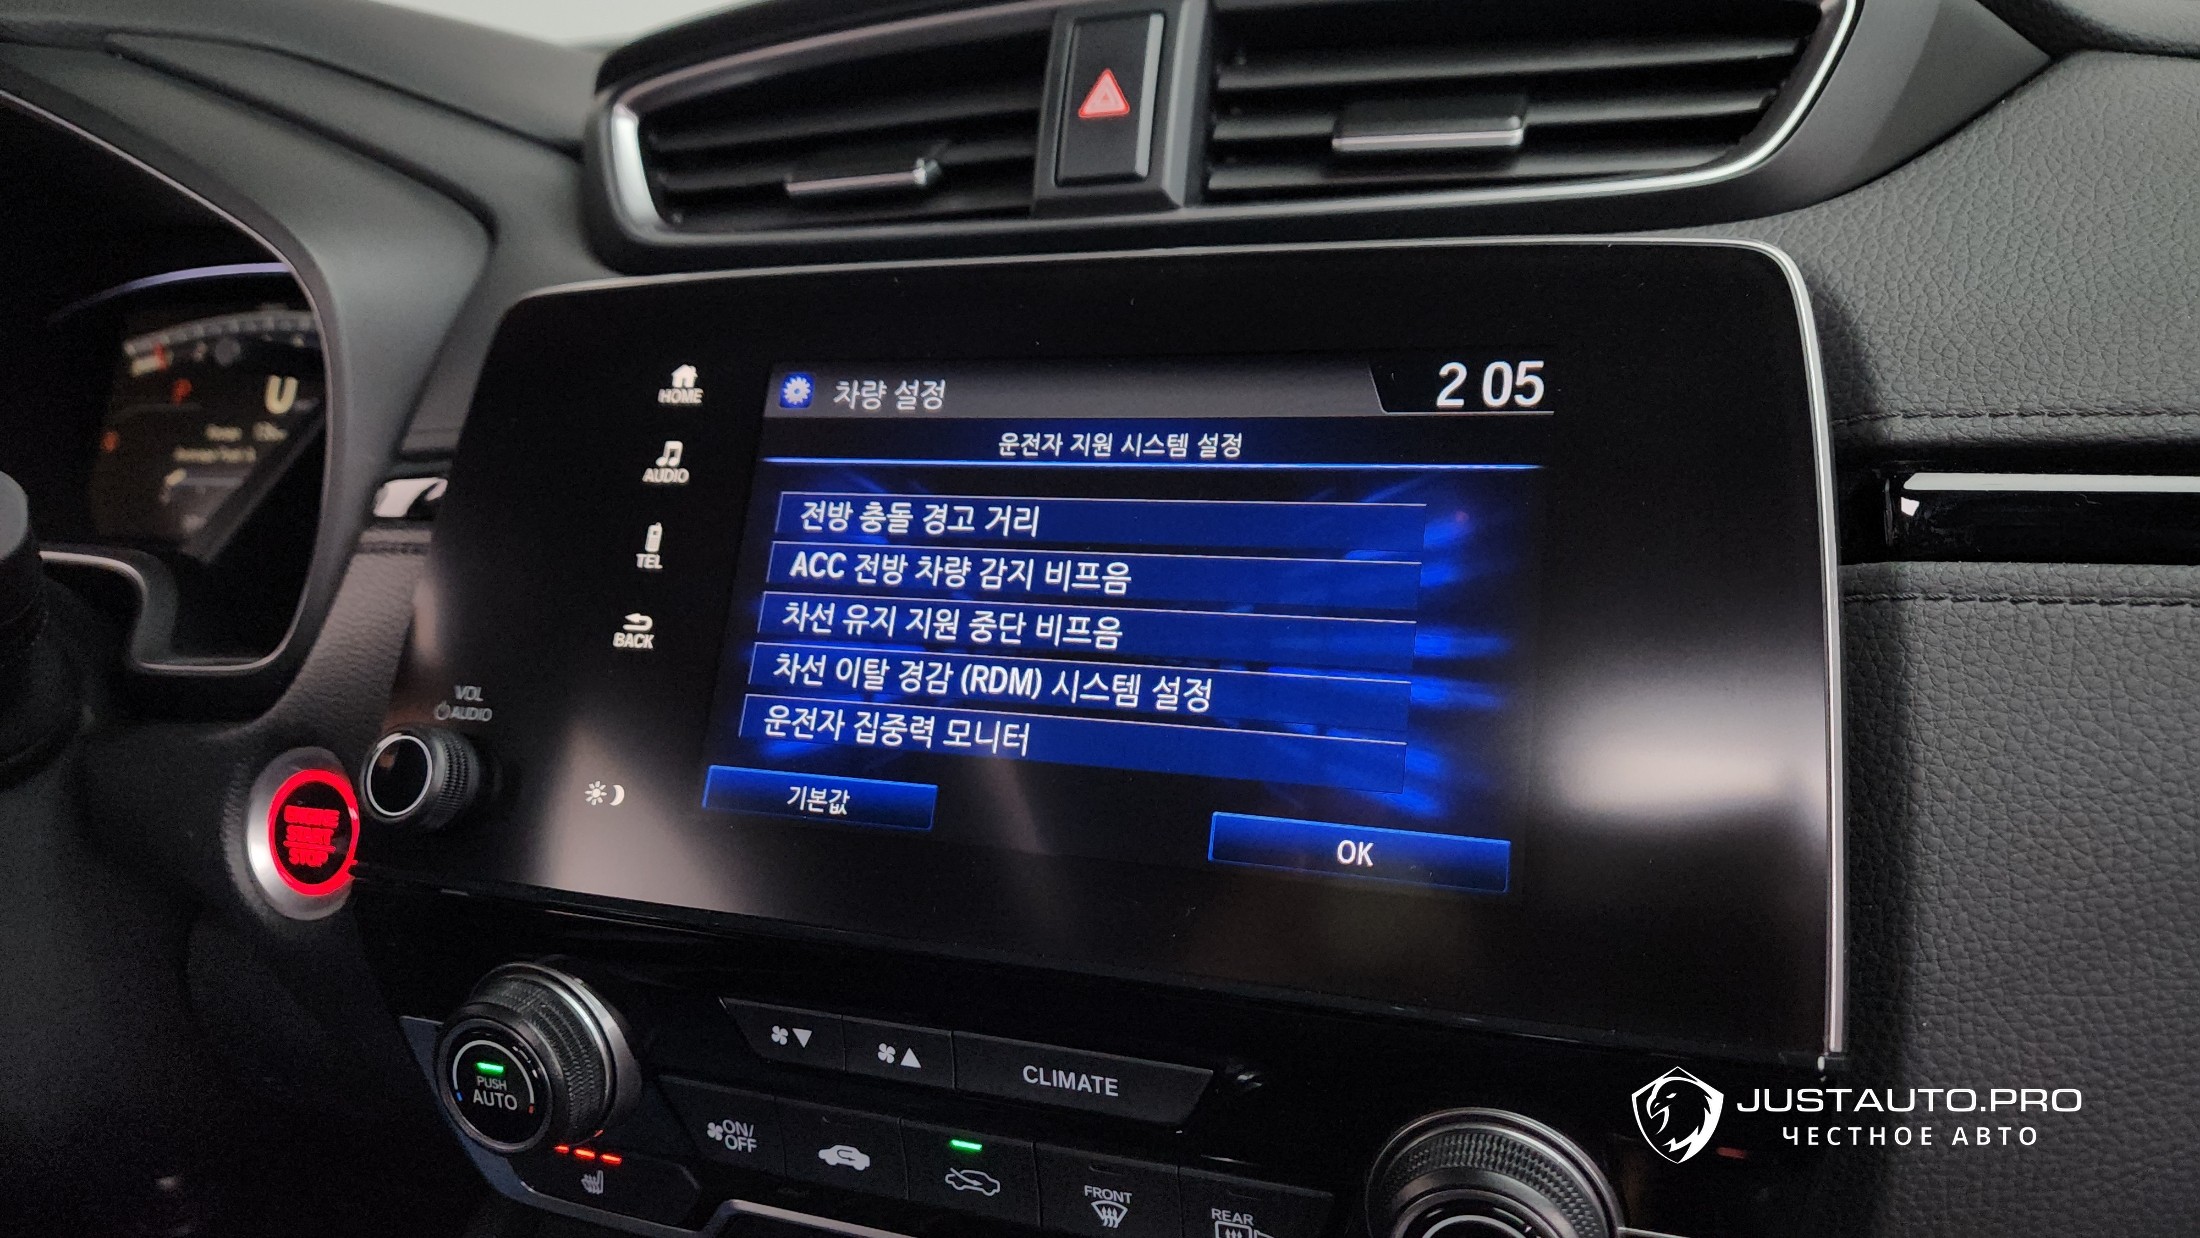 HOME
AUDIO
TEL
BACK
VOL
AUDIO
차량 설정
2 05
운전자 지원 시스템 설정
전방 충돌 경고 거리
ACC 전방 차량 감지 비프음
차선 유지 지원 중단 비프음
차선 이탈 경감 (RDM) 시스템 설정
운전자 집중력 모니터
기본값
OK
ENGINE
START
STOP
PUSH
AUTO
CLIMATE
ON/
OFF
FRONT
REAR
JUSTAUTO.PRO
ЧЕСТНОЕ АВТО